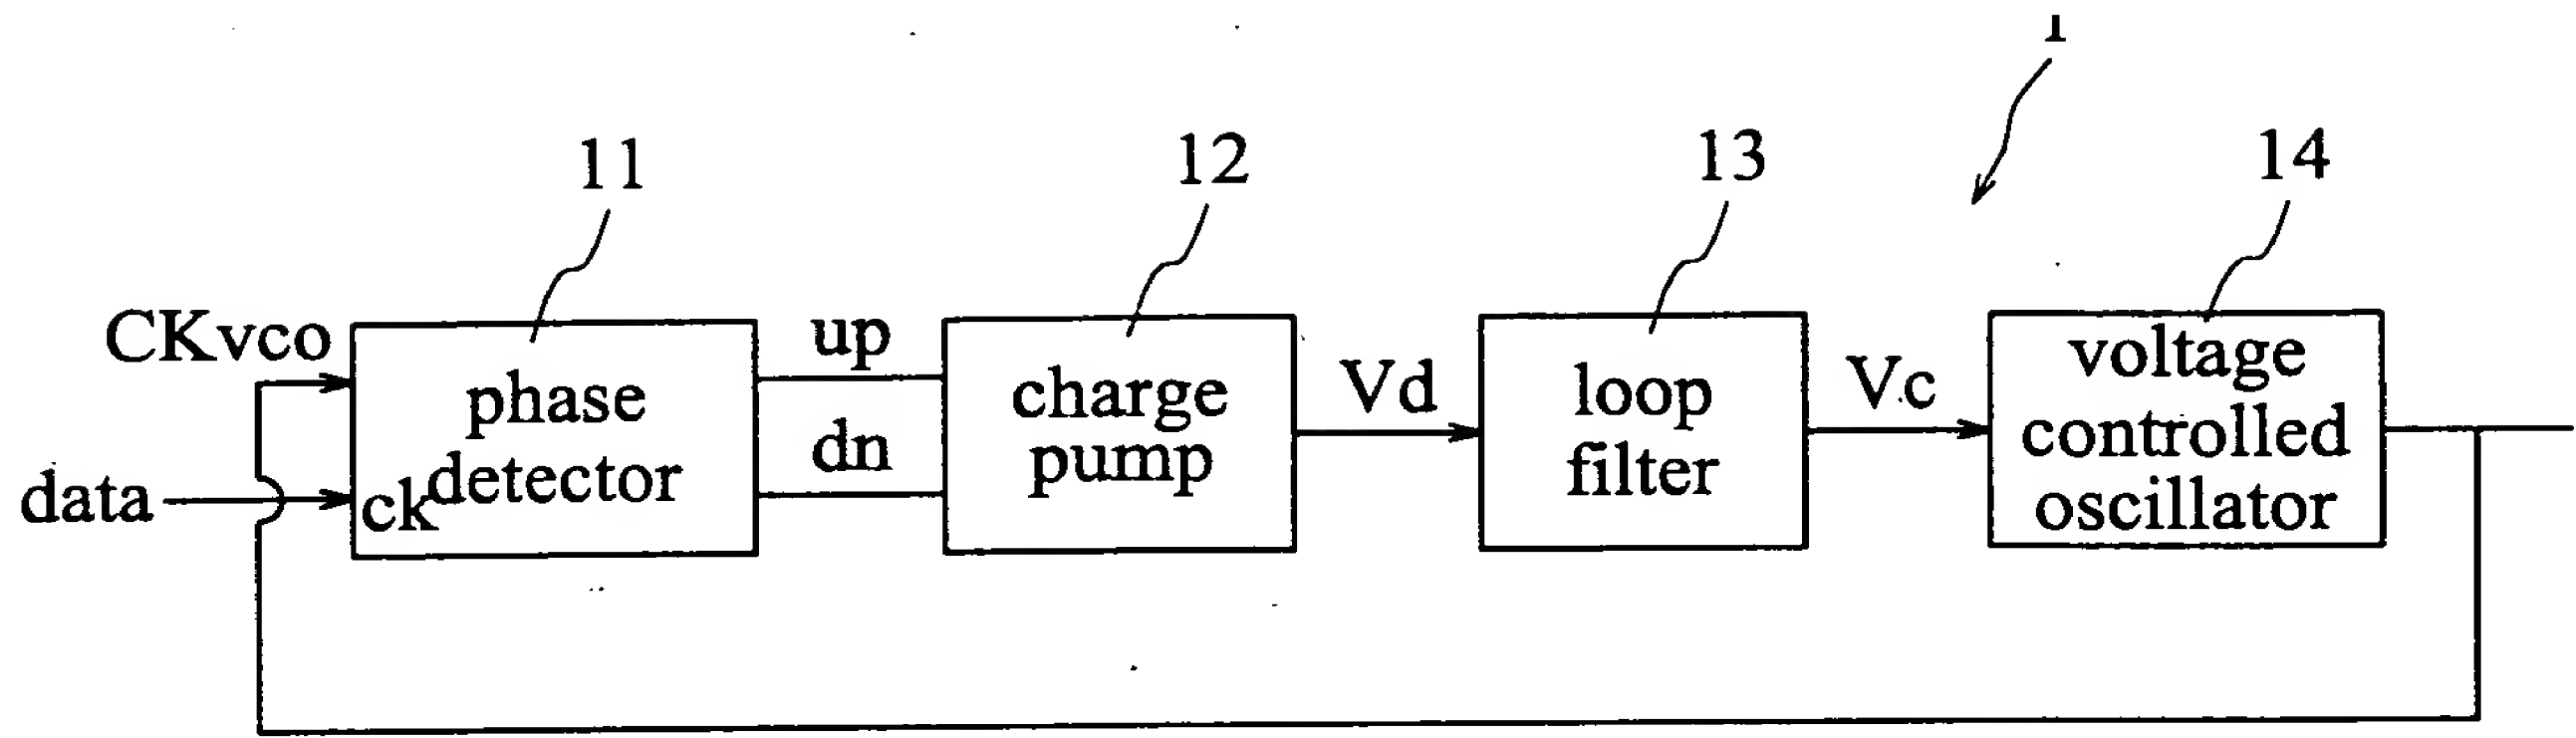 1
11
12
13
14
CKvco
data
ck
phase
detector
up
dn
charge
pump
Vd
loop
filter
Vc
voltage
controlled
oscillator